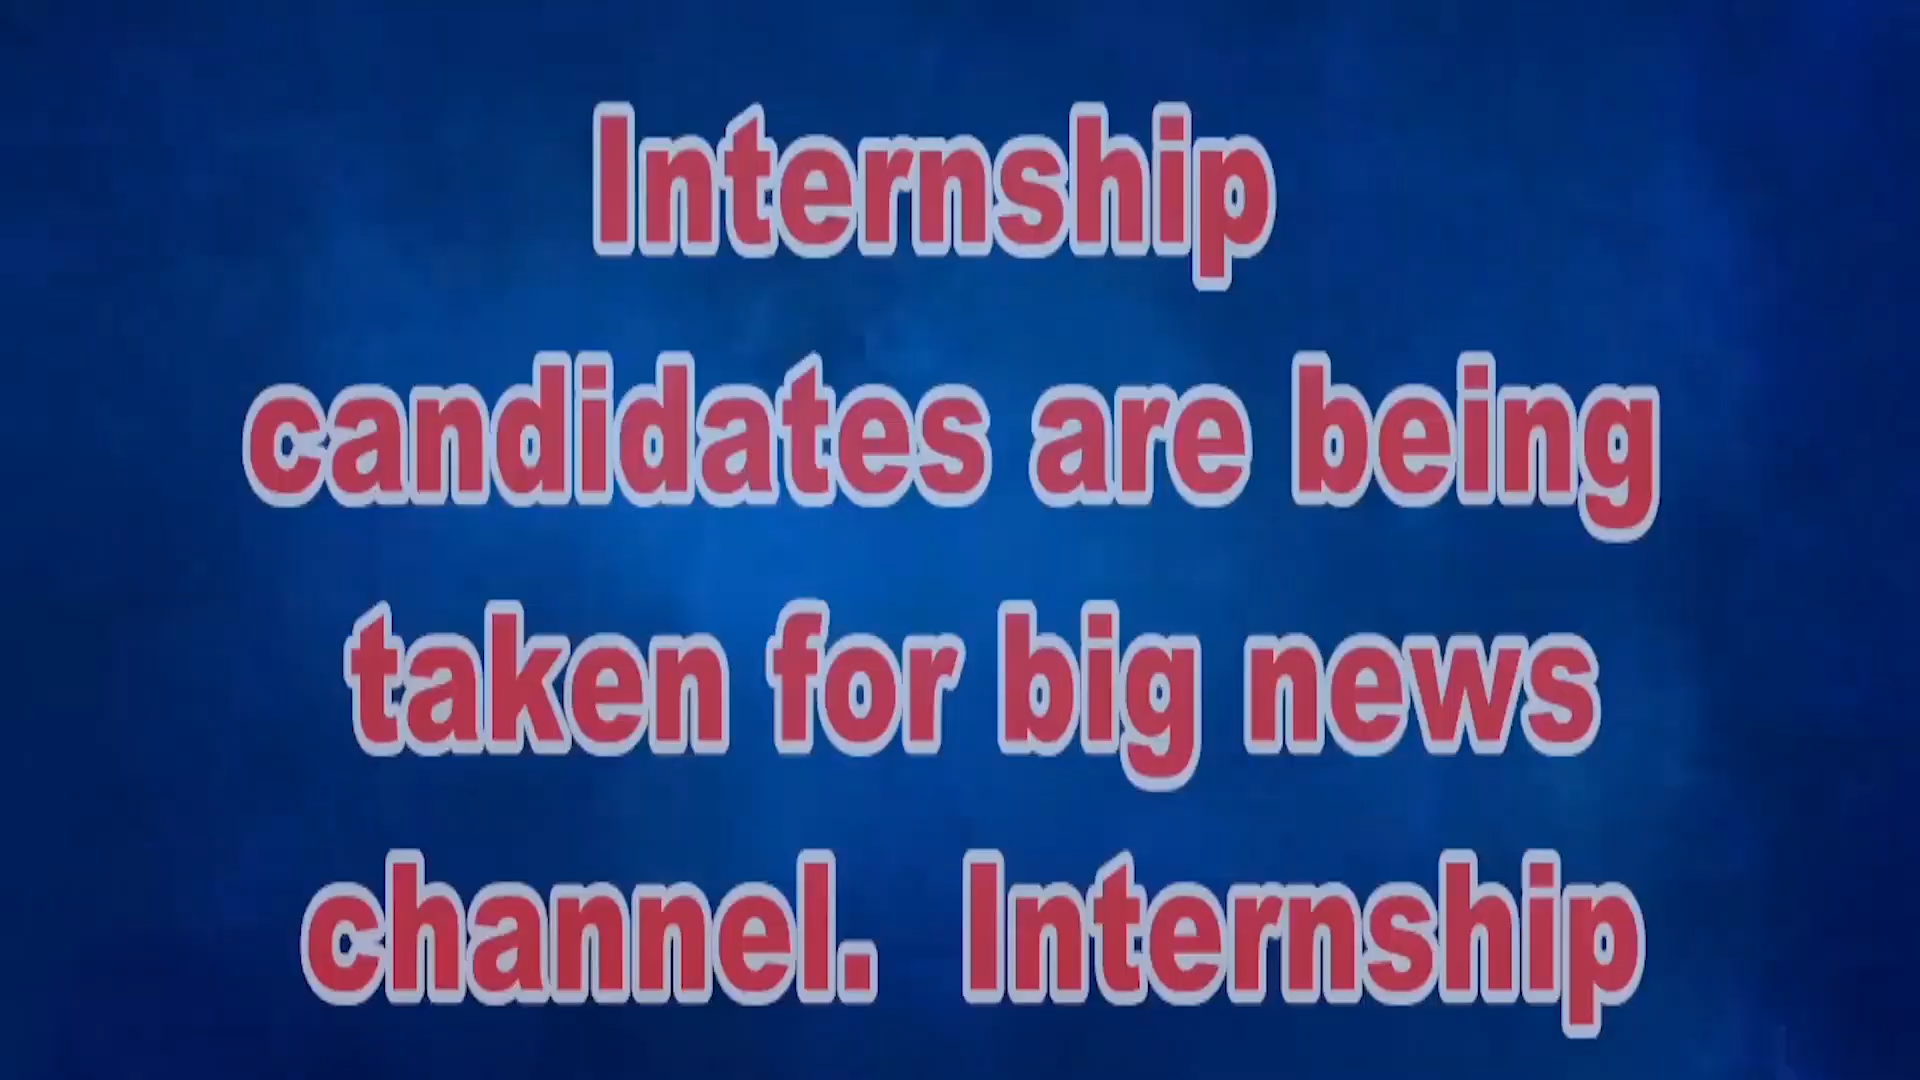 Internship
candidates are being
taken for big news
channel. Internship